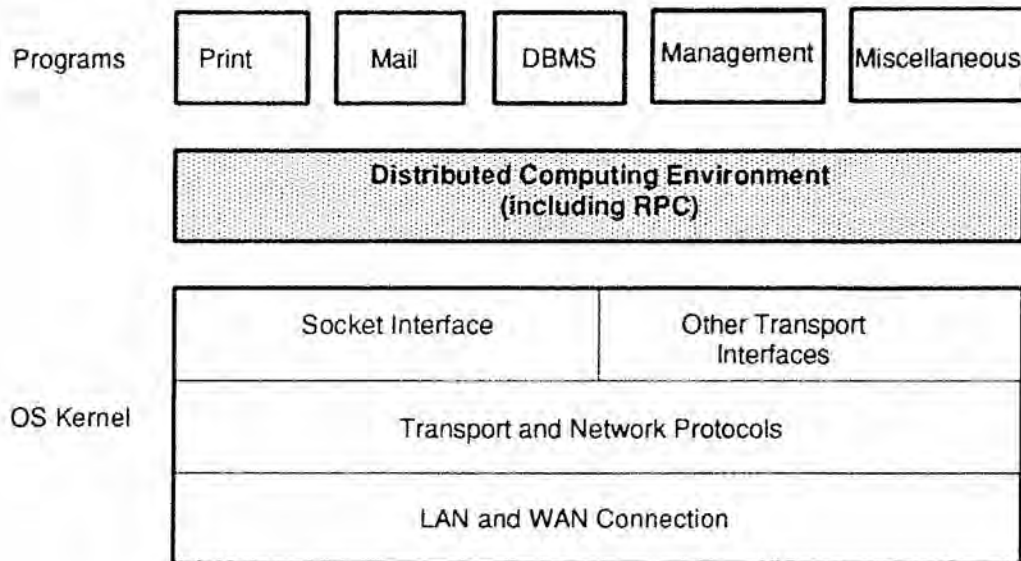 Programs Print Mail DBMS Management Miscellaneous
Distributed Computing Environment
(including RPC)
Socket Interface Other Transport
Interfaces
OS Kernel Transport and Network Protocols
LAN and WAN Connection